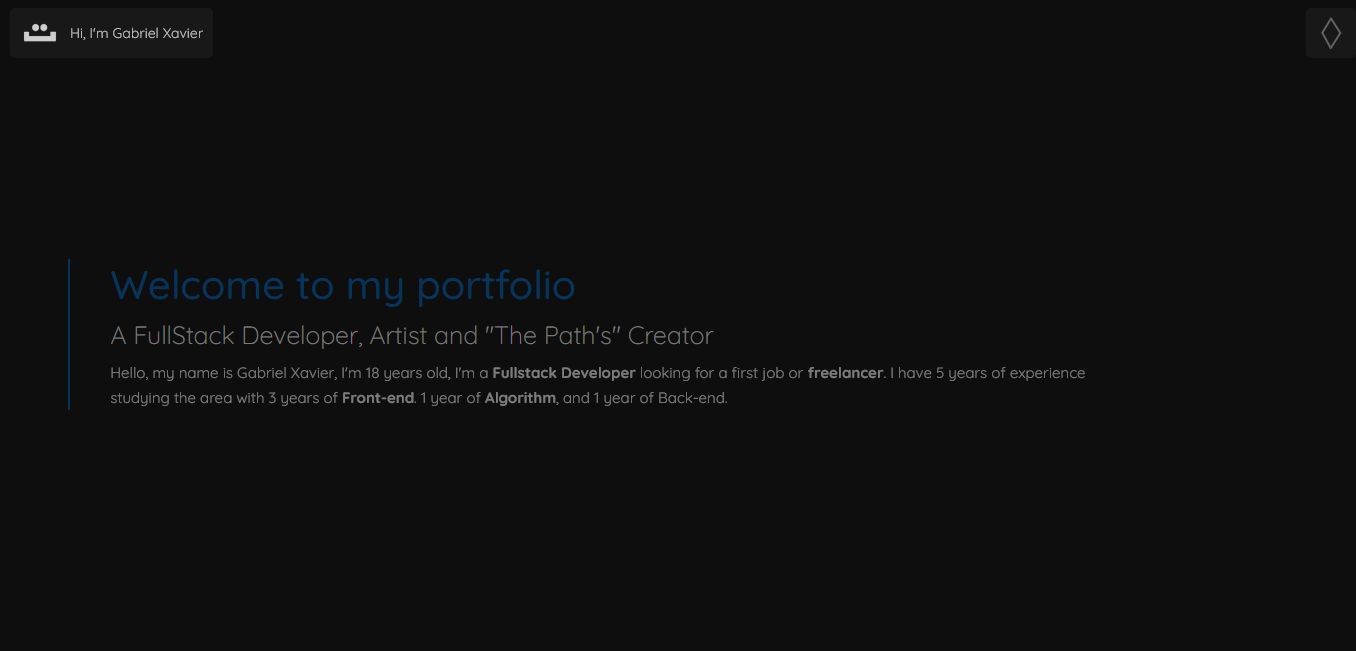 Hi, I'm Gabriel Xavier
Welcome to my portfolio
A FullStack Developer, Artist and "The Path's" Creator
Hello, my name is Gabriel Xavier, I'm 18 years old, I'm a Fullstack Developer looking for a first job or freelancer. I have 5 years of experience
studying the area with 3 years of Front-end. 1 year of Algorithm, and 1 year of Back-end.